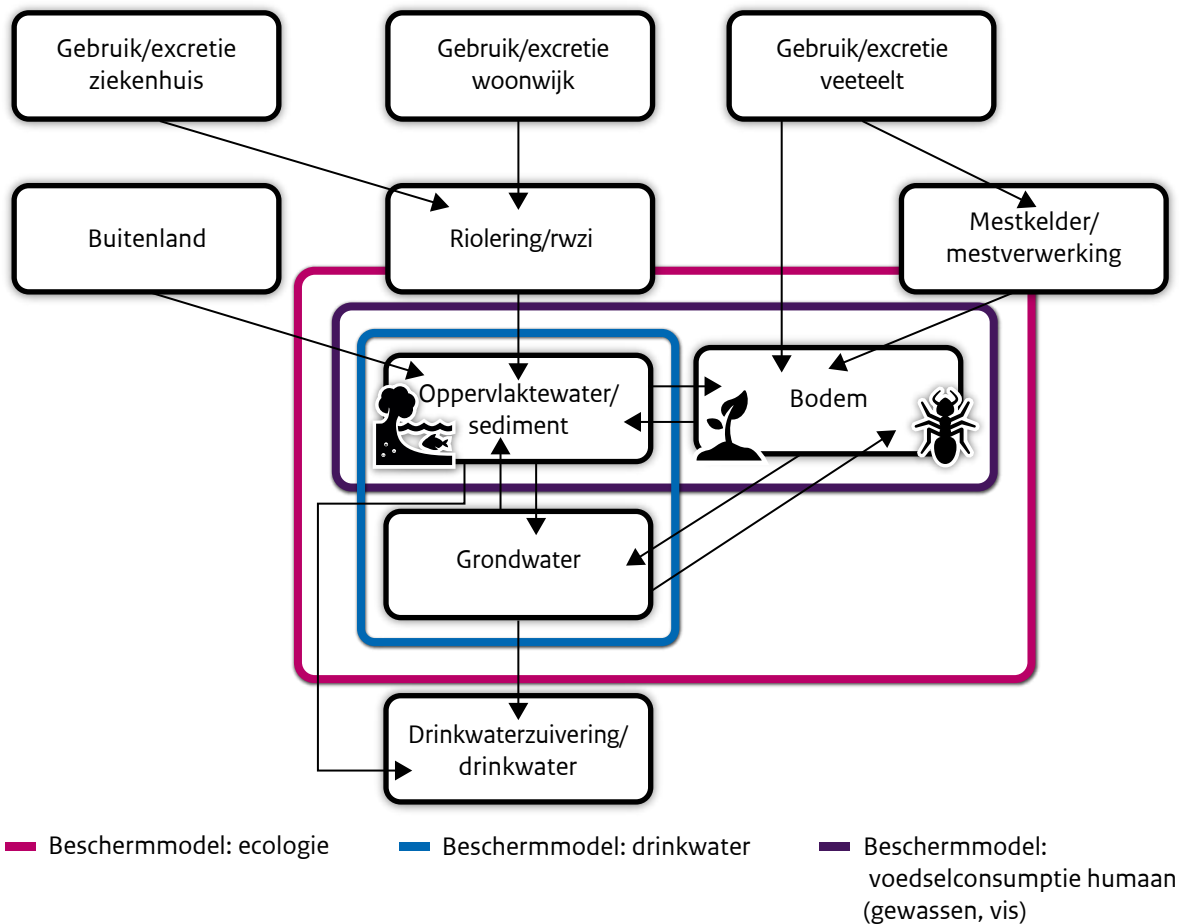 Gebruik/excretie
ziekenhuis
Gebruik/excretie
woonwijk
Gebruik/excretie
veeteelt
Buitenland
Riolering/rwzi
Mestkelder/
mestverwerking
Oppervlaktewater/
sediment
Bodem
Grondwater
Drinkwaterzuivering/
drinkwater
Beschermmodel: ecologie
Beschermmodel: drinkwater
Beschermmodel:
voedselconsumptie humaan
(gewassen, vis)